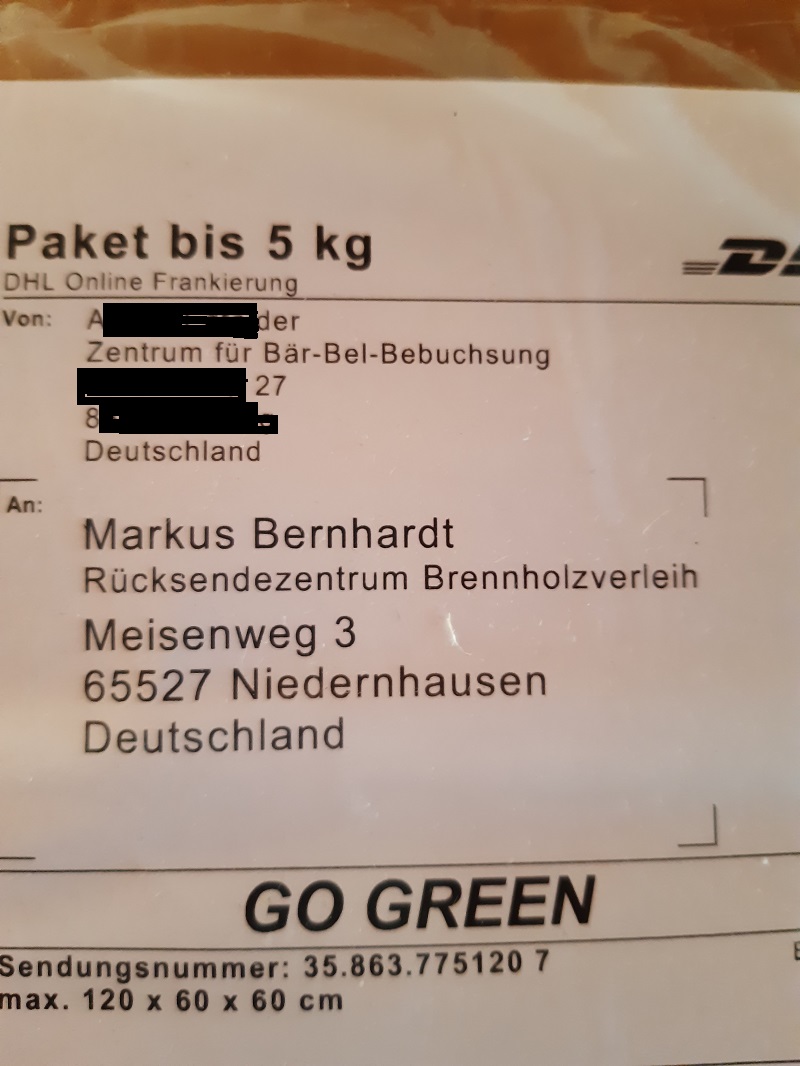 Paket bis 5 kg
DHL Online Frankierung
Von:
Zentrum für Bär-Bel-Bebuchsung
27
Deutschland
An:
Markus Bernhardt
Rücksendezentrum Brennholzverleih
Meisenweg 3
65527 Niedernhausen
Deutschland
GO GREEN
Sendungsnummer: 35.863.775120 7
max. 120 x 60 x 60 cm